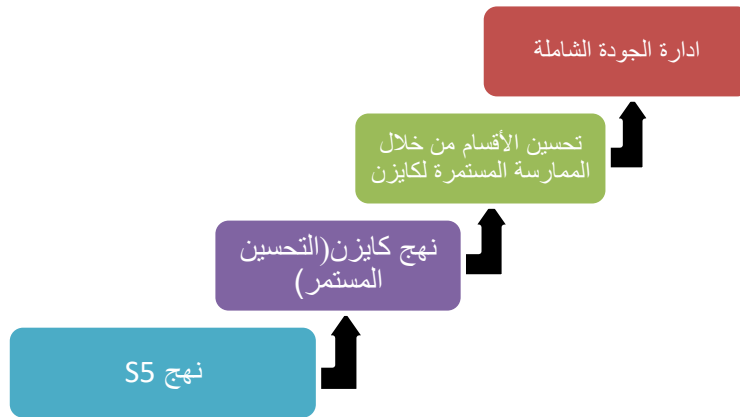 ادارة الجودة الشاملة
تحسين الأقسام من خلال
الممارسة المستمرة لكايزن
نهج كايزن(التحسين
المستمر)
نهج S5